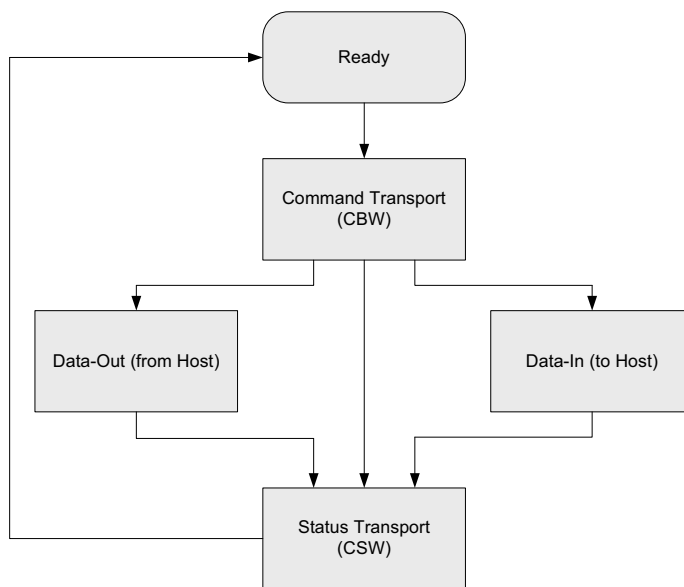 Ready
Command Transport
(CBW)
Data-Out (from Host)
Data-In (to Host)
Status Transport
(CSW)